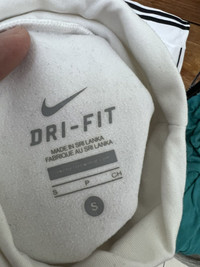 DRI-FIT
MADE IN SRI LANKA
FABRIQUÉ AU SRI LANKA
S P CH
S